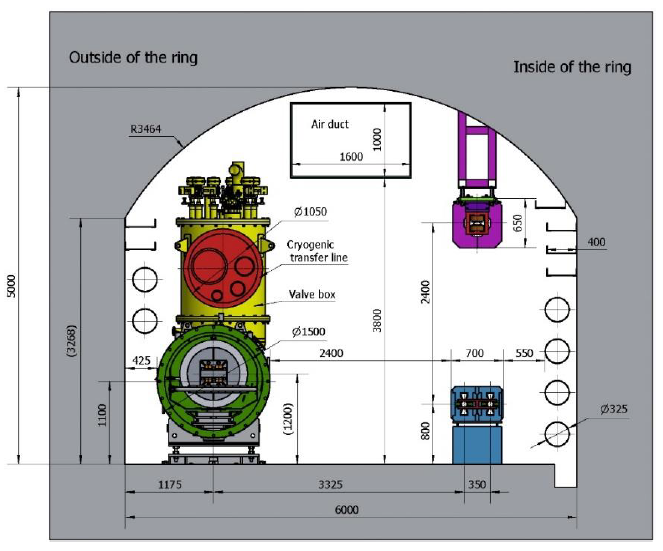 Outside of the ring
Inside of the ring
R3464
Air duct
1000
1600
Ø1050
Cryogenic
transfer line
Valve box
Ø1500
650
400
5000
(3268)
3800
2400
425
2400
700
550
1100
(1200)
800
Ø325
1175
3325
350
6000